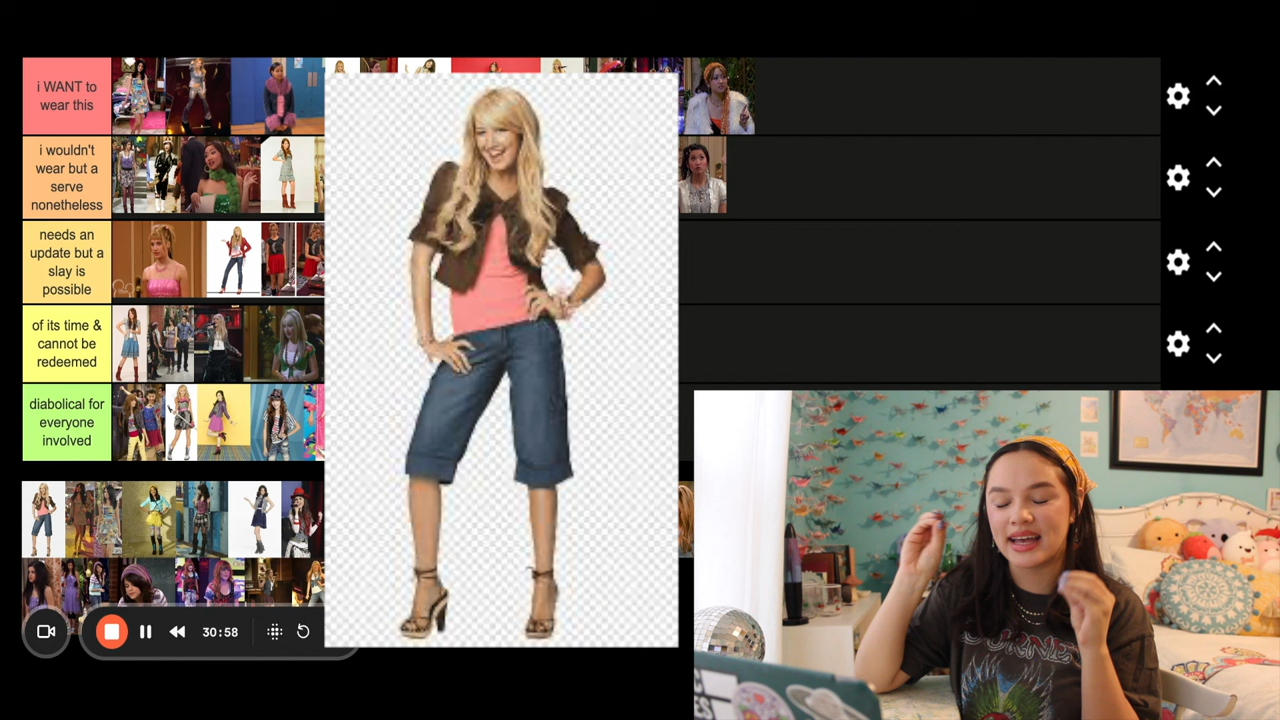 i WANT to
wear this
i wouldn't
wear but a
serve
nonetheless
needs an
update but a
slay is
possible
of its time &
cannot be
redeemed
diabolical for
everyone
involved
30:58
JOURNEY